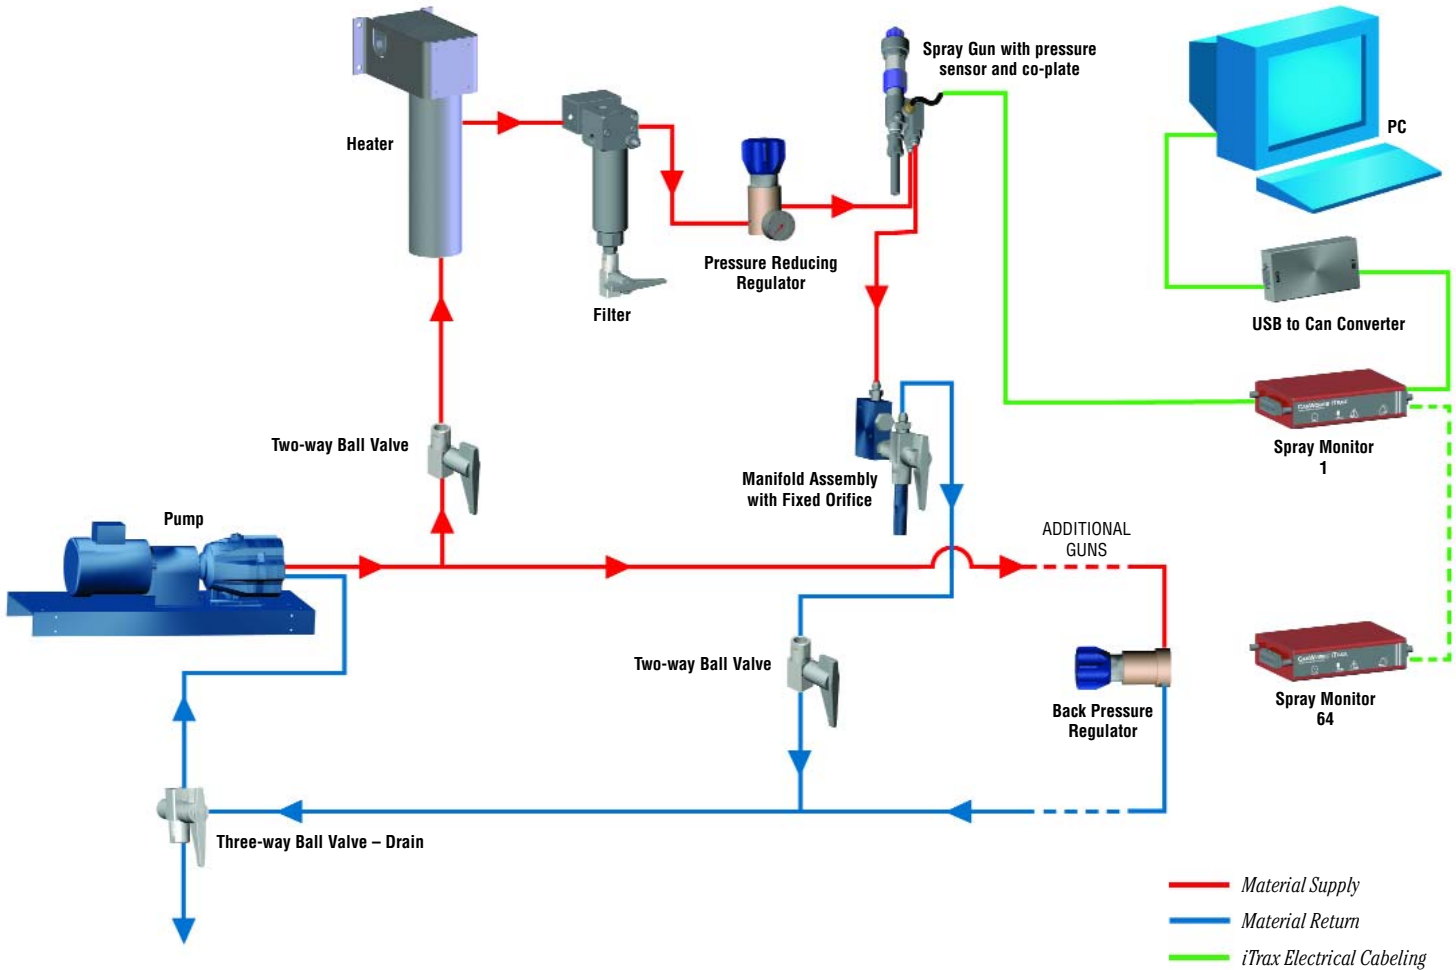 Spray Gun with pressure
sensor and co-plate
PC
Heater
Pressure Reducing
Regulator
Filter
USB to Can Converter
Two-way Ball Valve
Spray Monitor
1
Manifold Assembly
with Fixed Orifice
Pump
ADDITIONAL
GUNS
Two-way Ball Valve
Back Pressure
Regulator
Spray Monitor
64
Three-way Ball Valve – Drain
Material Supply
Material Return
iTrax Electrical Cabeling